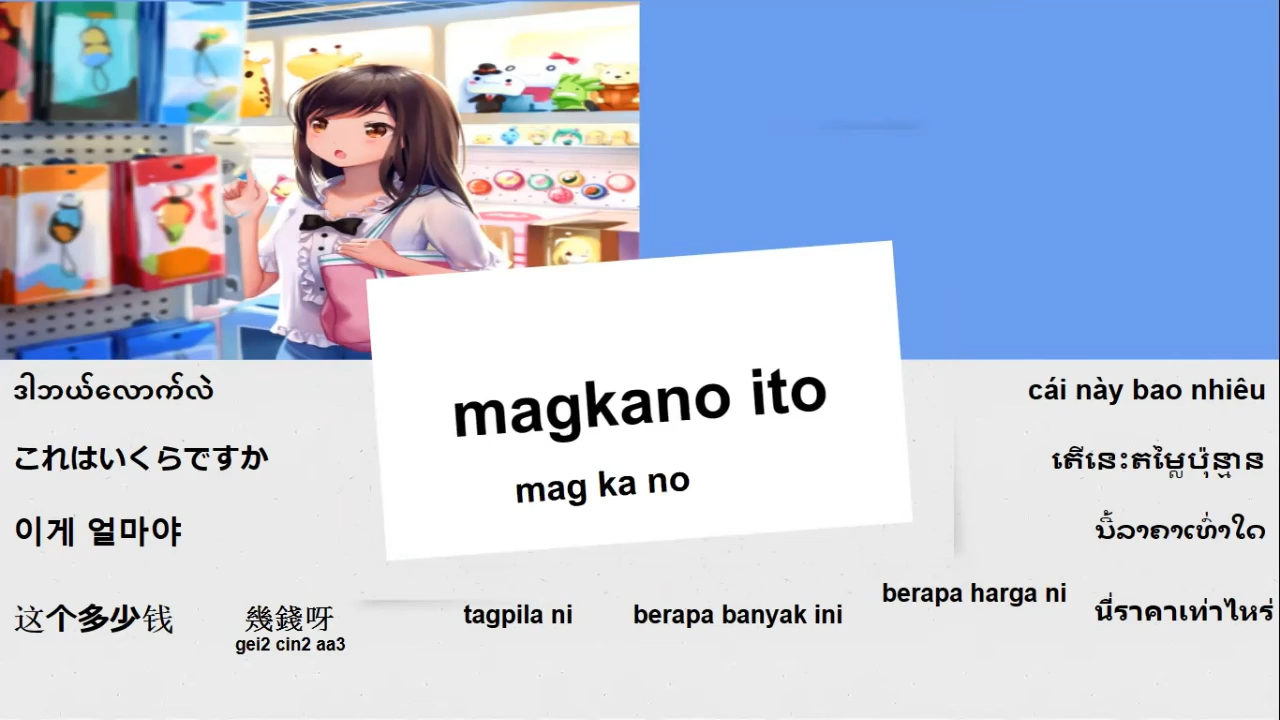 magkano ito
mag ka no
ဒါဘယ်လောက်လဲ
これはいくらですか
이게 얼마야
这个多少钱
幾錢呀
gei2 cin2 aa3
tagpila ni
berapa banyak ini
berapa harga ni
cái này bao nhiêu
តើនេះតម្លៃប៉ុន្មាន
ນີ້ລາຄາເທົ່າໃດ
นี่ราคาเท่าไหร่